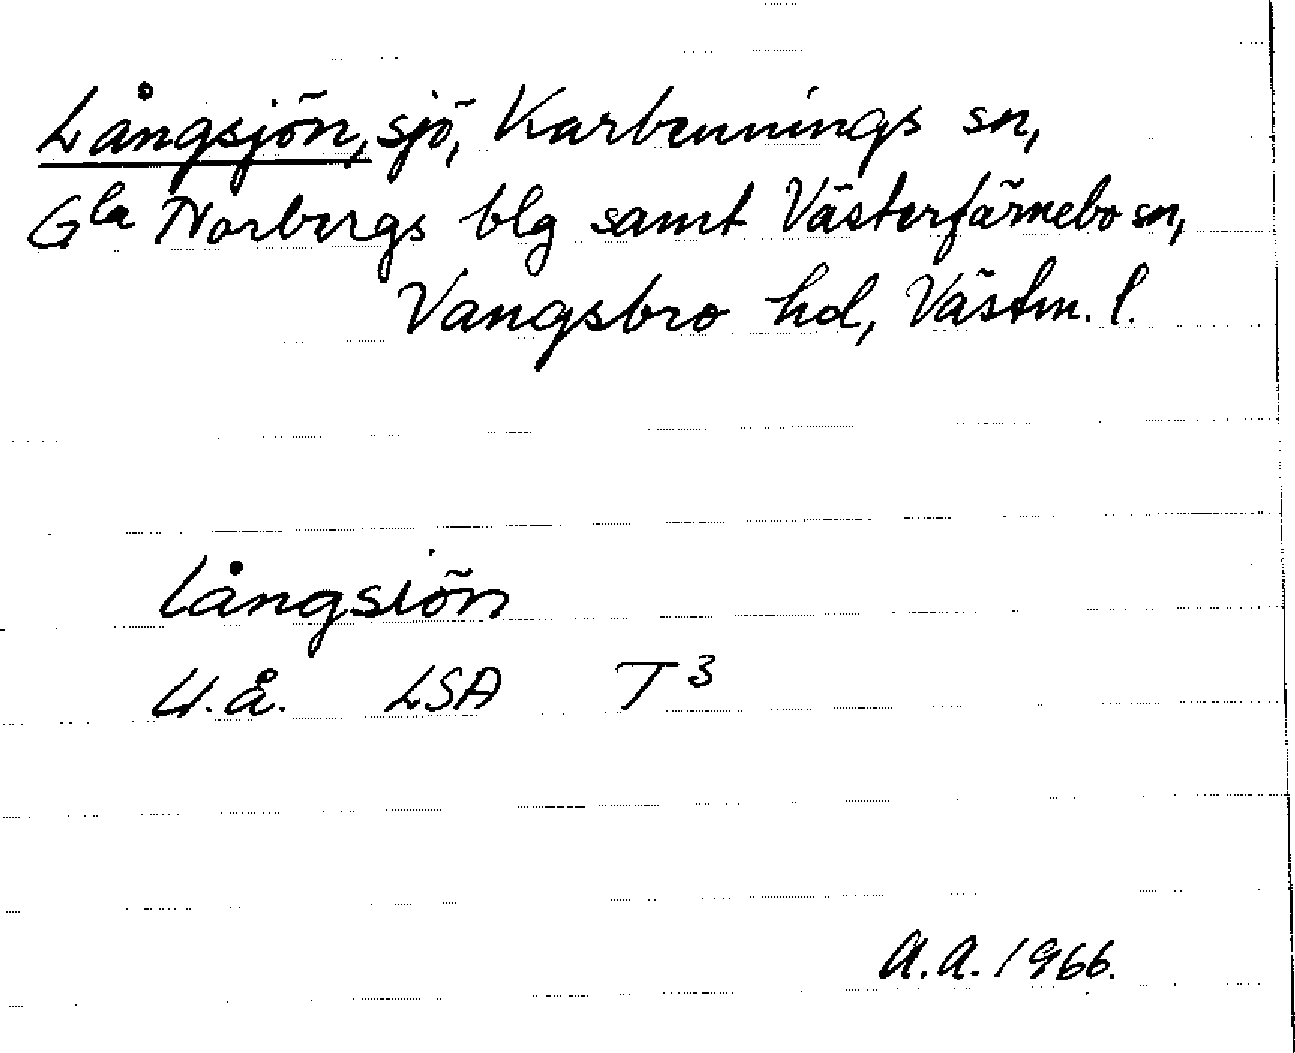 Långsjön, sjö, Karbennings sn,
Gla Norbergs blg samt Västerfärnebo sn,
Vangsbro hd, Västm. l.
Långsiön
U.å. LSA T3
A.A. 1966.